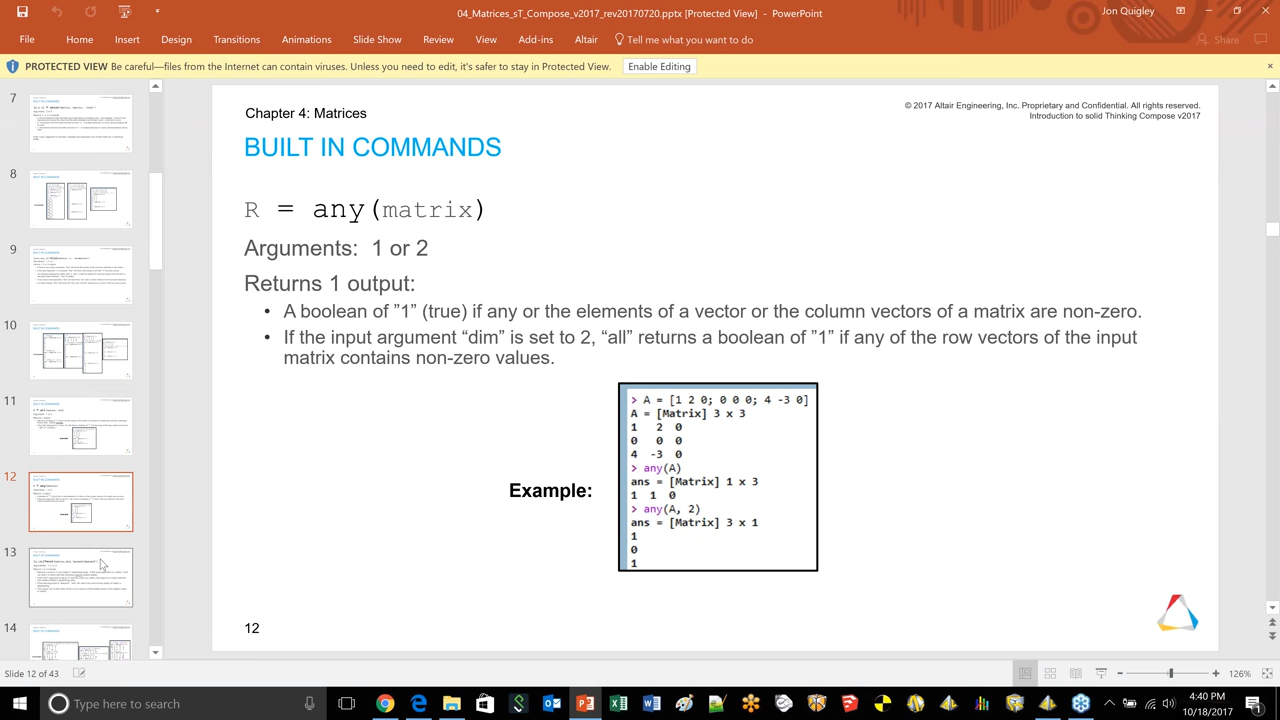 04_Matrices_sT_Compose_v2017_rev20170720.pptx [Protected View] - PowerPoint
Jon Quigley
File Home Insert Design Transitions Animations Slide Show Review View Add-ins Altair Tell me what you want to do
Share
PROTECTED VIEW Be careful—files from the Internet can contain viruses. Unless you need to edit, it's safer to stay in Protected View. Enable Editing
7
8
9
10
11
12
13
14
Chapter 4: Matrices
© 2017 Altair Engineering, Inc. Proprietary and Confidential. All rights reserved.
Introduction to solid Thinking Compose v2017
BUILT IN COMMANDS
R = any(matrix)
Arguments: 1 or 2
Returns 1 output:
• A boolean of ”1” (true) if any or the elements of a vector or the column vectors of a matrix are non-zero.
• If the input argument “dim” is set to 2, “all” returns a boolean of ”1” if any of the row vectors of the input
matrix contains non-zero values.
Example:
> A = [1 2 0; 0 0 0; 4 -3 0]
A = [Matrix] 3 x 3
1 2 0
0 0 0
4 -3 0
> any(A)
ans = [Matrix] 1 x 3
1 1 0
> any(A, 2)
ans = [Matrix] 3 x 1
1
0
1
12
Slide 12 of 43
126%
Type here to search
4:40 PM
10/18/2017